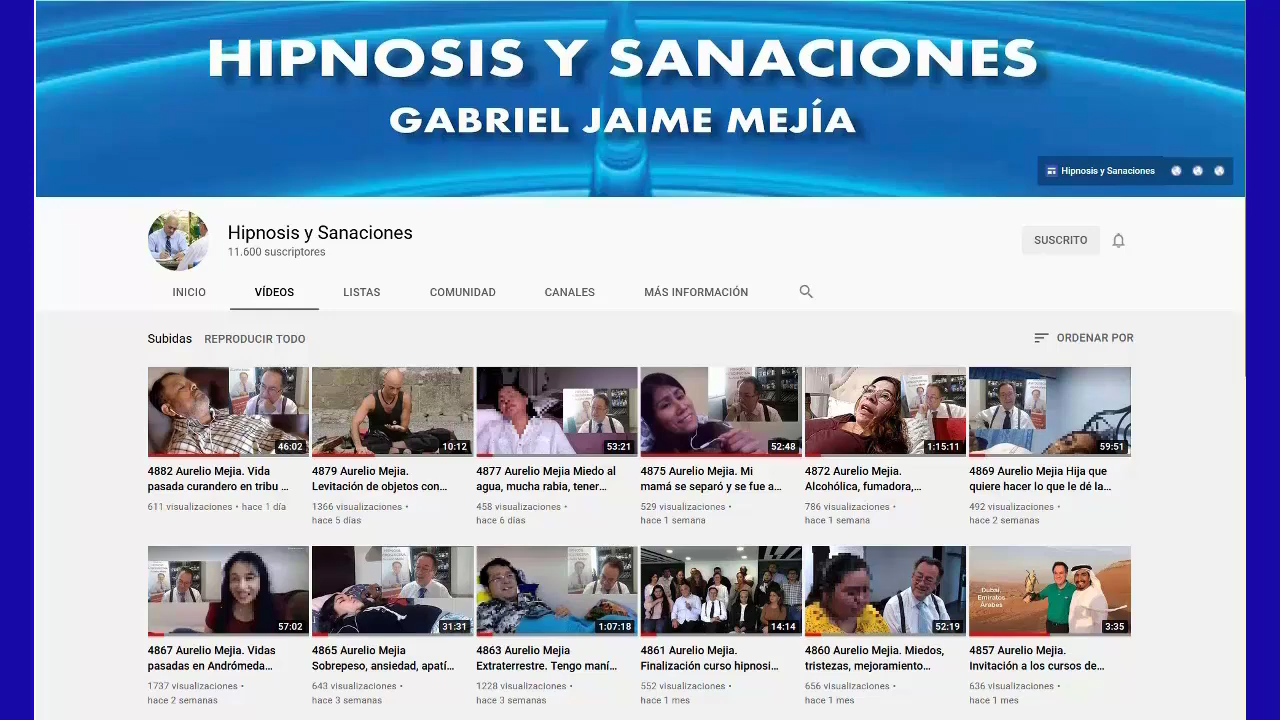 HIPNOSIS Y SANACIONES
GABRIEL JAIME MEJÍA
Hipnosis y Sanaciones
Hipnosis y Sanaciones
11.600 suscriptores
SUSCRITO
INICIO VÍDEOS LISTAS COMUNIDAD CANALES MÁS INFORMACIÓN
Subidas REPRODUCIR TODO ORDENAR POR
46:02 10:12 53:21 52:48 1:15:11 59:51
4882 Aurelio Mejia. Vida
pasada curandero en tribu ...
611 visualizaciones • hace 1 día
4879 Aurelio Mejia.
Levitación de objetos con...
1366 visualizaciones •
hace 5 días
4877 Aurelio Mejia Miedo al
agua, mucha rabia, tener...
458 visualizaciones •
hace 6 días
4875 Aurelio Mejia. Mi
mamá se separó y se fue a...
529 visualizaciones •
hace 1 semana
4872 Aurelio Mejia.
Alcohólica, fumadora,...
786 visualizaciones •
hace 1 semana
4869 Aurelio Mejia Hija que
quiere hacer lo que le dé la...
492 visualizaciones •
hace 2 semanas
Dubai,
Emiratos
Árabes
57:02 31:31 1:07:18 14:14 52:19 3:35
4867 Aurelio Mejia. Vidas
pasadas en Andrómeda...
1737 visualizaciones •
hace 2 semanas
4865 Aurelio Mejia
Sobrepeso, ansiedad, apatí...
643 visualizaciones •
hace 3 semanas
4863 Aurelio Mejia
Extraterrestre. Tengo maní...
1228 visualizaciones •
hace 3 semanas
4861 Aurelio Mejia.
Finalización curso hipnosi...
552 visualizaciones •
hace 1 mes
4860 Aurelio Mejia. Miedos,
tristezas, mejoramiento...
656 visualizaciones •
hace 1 mes
4857 Aurelio Mejia.
Invitación a los cursos de...
636 visualizaciones •
hace 1 mes